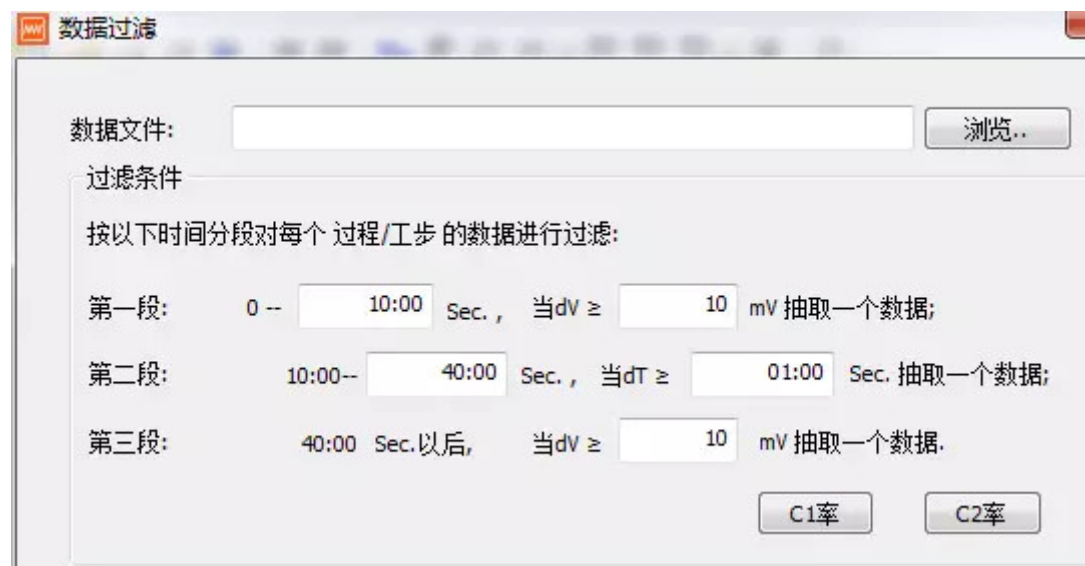 数据过滤
数据文件: 浏览..
过滤条件
按以下时间分段对每个 过程/工步 的数据进行过滤:
第一段: 0 -- 10:00 Sec. , 当dV ≥ 10 mV 抽取一个数据;
第二段: 10:00-- 40:00 Sec. , 当dT ≥ 01:00 Sec. 抽取一个数据;
第三段: 40:00 Sec.以后, 当dV ≥ 10 mV 抽取一个数据.
C1率 C2率